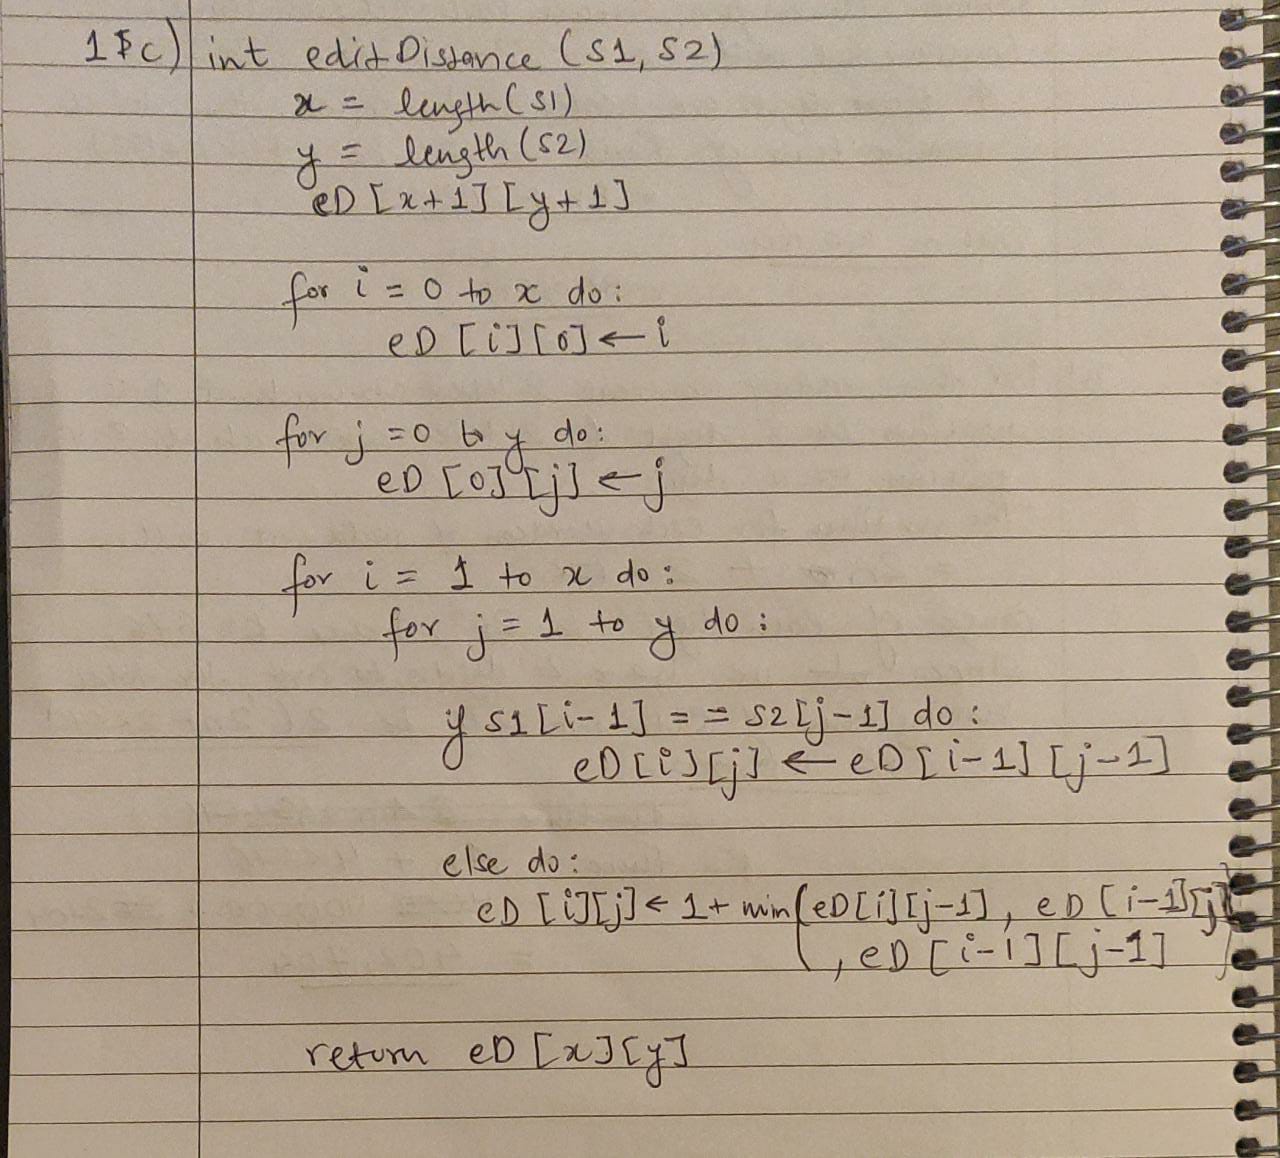 1 c) int editDistance (S1, S2)
x = length(S1)
y = length(S2)
eD [x+1] [y+1]
for i = 0 to x do:
eD [i][0] ← i
for j = 0 to y do:
eD [0][j] ← j
for i = 1 to x do:
for j = 1 to y do:
if S1[i-1] == S2[j-1] do:
eD[i][j] ← eD[i-1][j-1]
else do:
eD [i][j] ← 1+ min(eD[i][j-1], eD[i-1][j]
, eD [i-1][j-1])
return eD [x][y]